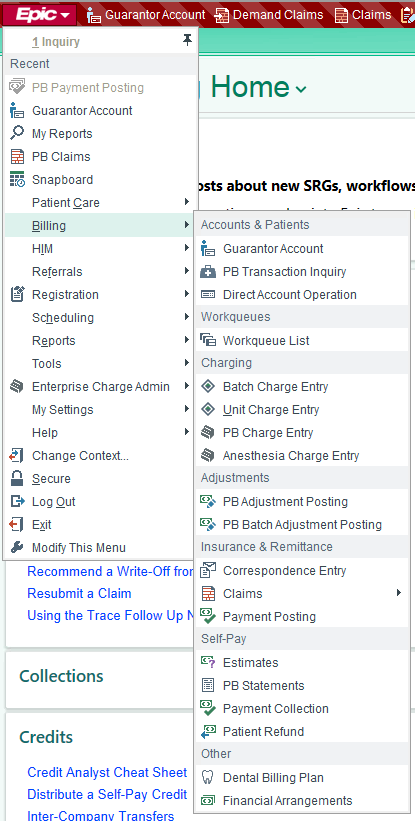 Epic Guarantor Account Demand Claims Claims
1 Inquiry
Recent
PB Payment Posting
Guarantor Account
My Reports
PB Claims
Snapboard
Patient Care
Billing
HIM
Referrals
Registration
Scheduling
Reports
Tools
Enterprise Charge Admin
My Settings
Help
Change Context...
Secure
Log Out
Exit
Modify This Menu
Home
osts about new SRGs, workflows
Accounts & Patients
Guarantor Account
PB Transaction Inquiry
Direct Account Operation
Workqueues
Workqueue List
Charging
Batch Charge Entry
Unit Charge Entry
PB Charge Entry
Anesthesia Charge Entry
Adjustments
PB Adjustment Posting
PB Batch Adjustment Posting
Insurance & Remittance
Correspondence Entry
Claims
Payment Posting
Self-Pay
Estimates
PB Statements
Payment Collection
Patient Refund
Other
Dental Billing Plan
Financial Arrangements
Recommend a Write-Off from
Resubmit a Claim
Using the Trace Follow Up
Collections
Credits
Credit Analyst Cheat Sheet
Distribute a Self-Pay Credit
Inter-Company Transfers